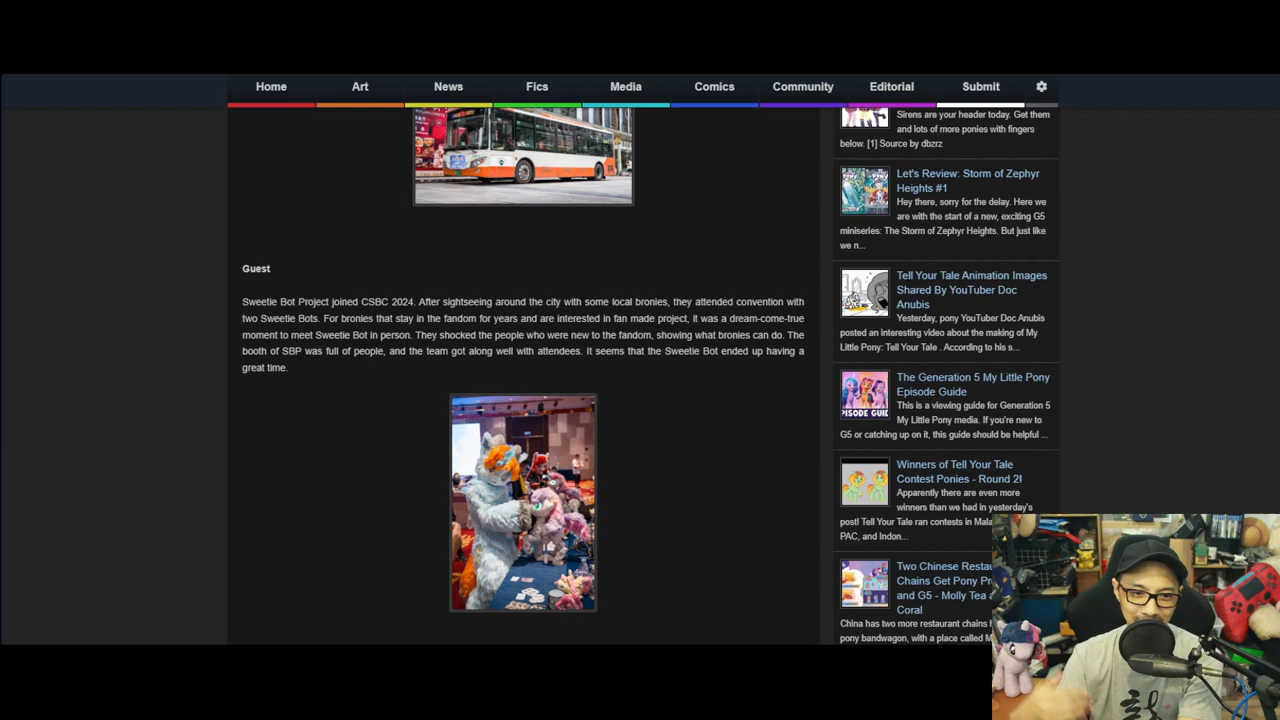 Home Art News Fics Media Comics Community Editorial Submit
Guest
Sweetie Bot Project joined CSBC 2024. After sightseeing around the city with some local bronies, they attended convention with
two Sweetie Bots. For bronies that stay in the fandom for years and are interested in fan made project, it was a dream-come-true
moment to meet Sweetie Bot in person. They shocked the people who were new to the fandom, showing what bronies can do. The
booth of SBP was full of people, and the team got along well with attendees. It seems that the Sweetie Bot ended up having a
great time.
Sirens are your header today. Get them
and lots of more ponies with fingers
below. [1] Source by dbzrz
Let's Review: Storm of Zephyr
Heights #1
Hey there, sorry for the delay. Here we
are with the start of a new, exciting G5
miniseries: The Storm of Zephyr Heights. But just like
we n...
Tell Your Tale Animation Images
Shared By YouTuber Doc
Anubis
Yesterday, pony YouTuber Doc Anubis
posted an interesting video about the making of My
Little Pony: Tell Your Tale . According to his s...
The Generation 5 My Little Pony
Episode Guide
This is a viewing guide for Generation 5
My Little Pony media. If you're new to
G5 or catching up on it, this guide should be helpful ...
Winners of Tell Your Tale
Contest Ponies - Round 2!
Apparently there are even more
winners than we had in yesterday's
post! Tell Your Tale ran contests in Mala
PAC, and Indon...
Two Chinese Restau
Chains Get Pony Pr
and G5 - Molly Tea a
Coral
China has two more restaurant chains
pony bandwagon, with a place called M